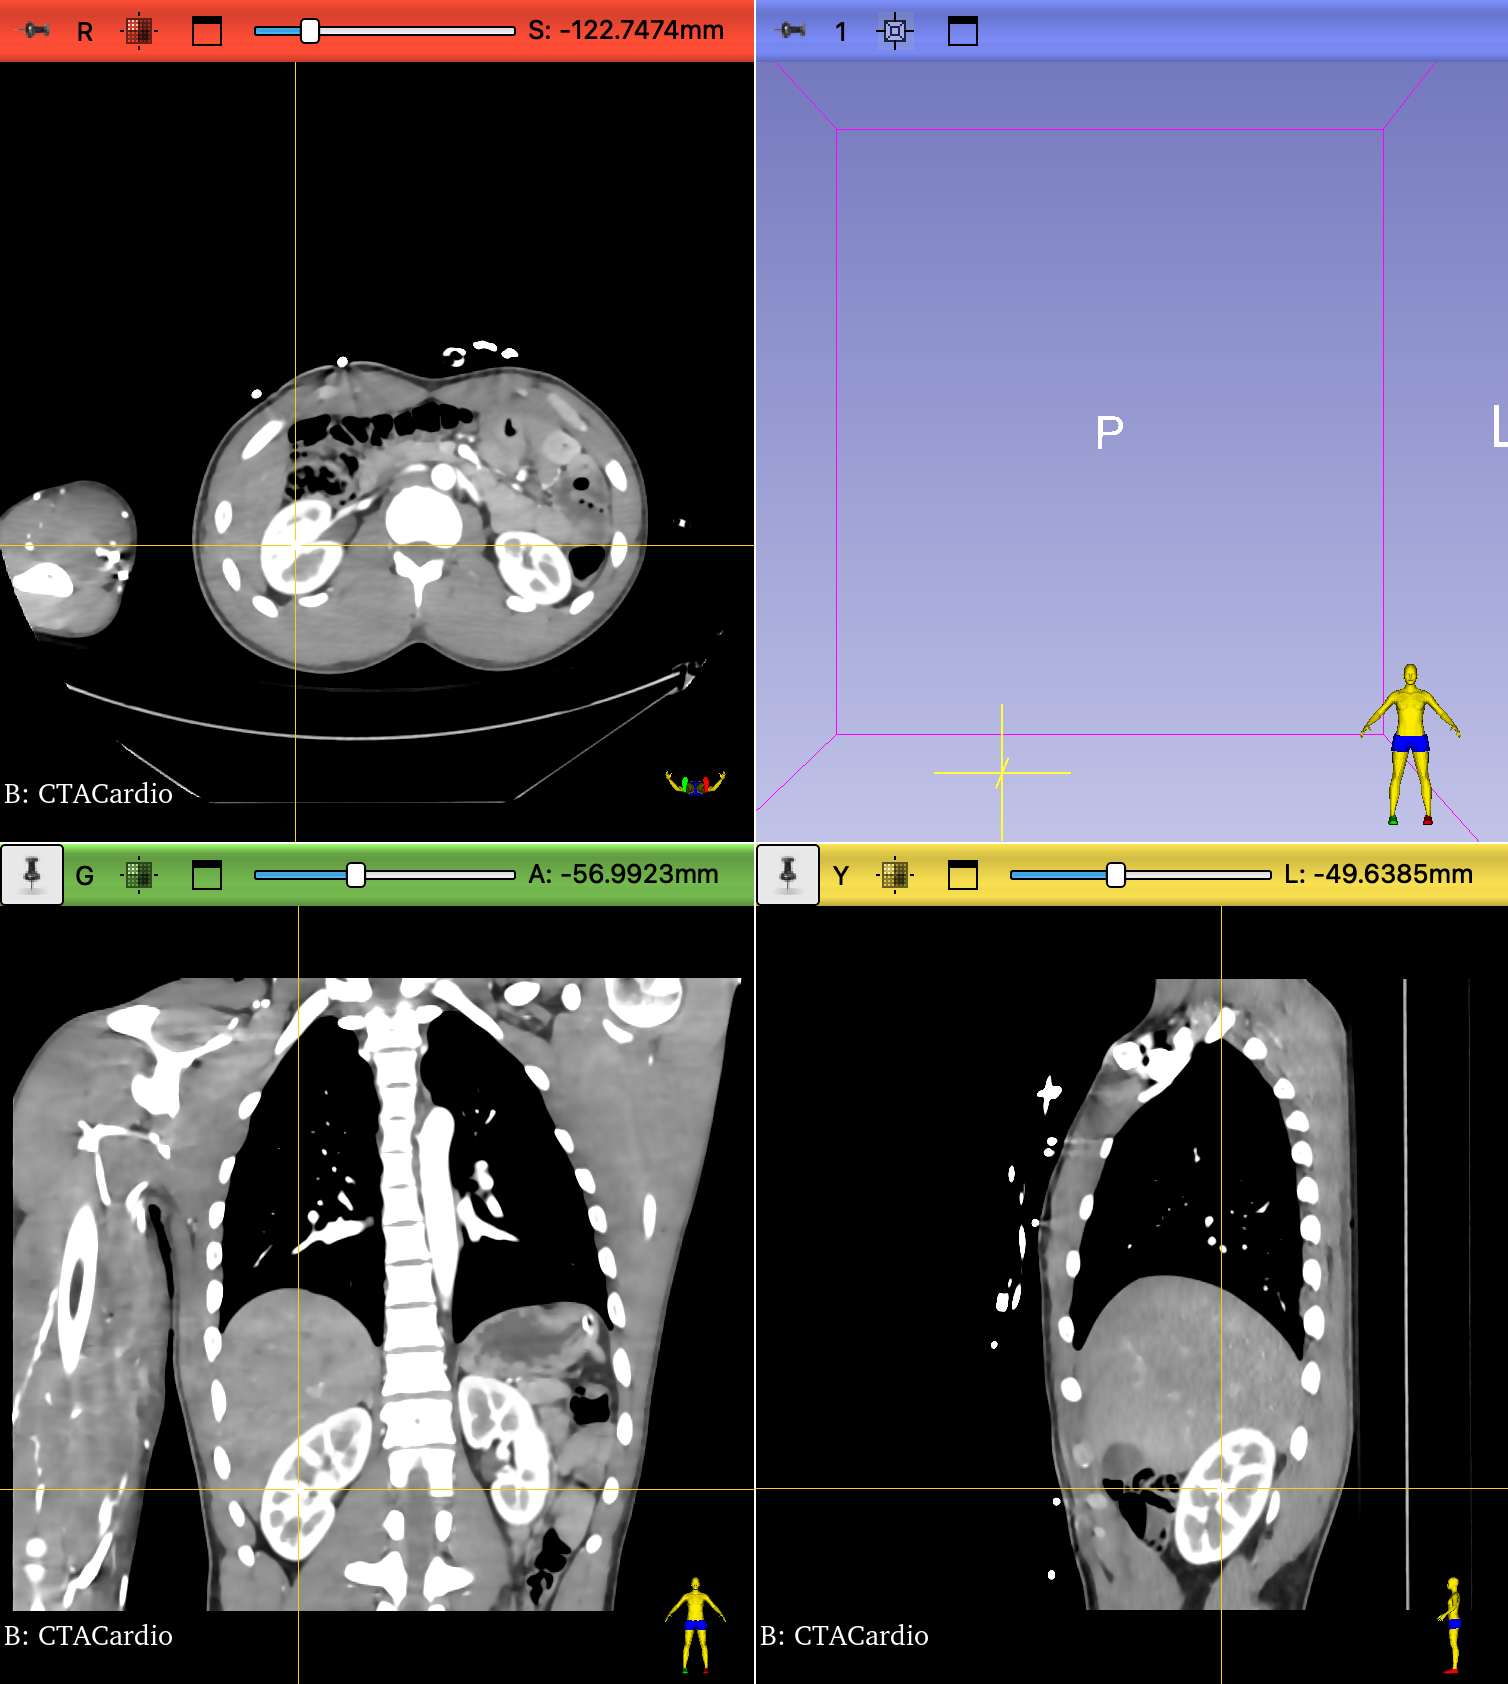 R S: -122.7474mm
1
P
L
B: CTACardio
G A: -56.9923mm
Y L: -49.6385mm
B: CTACardio
B: CTACardio